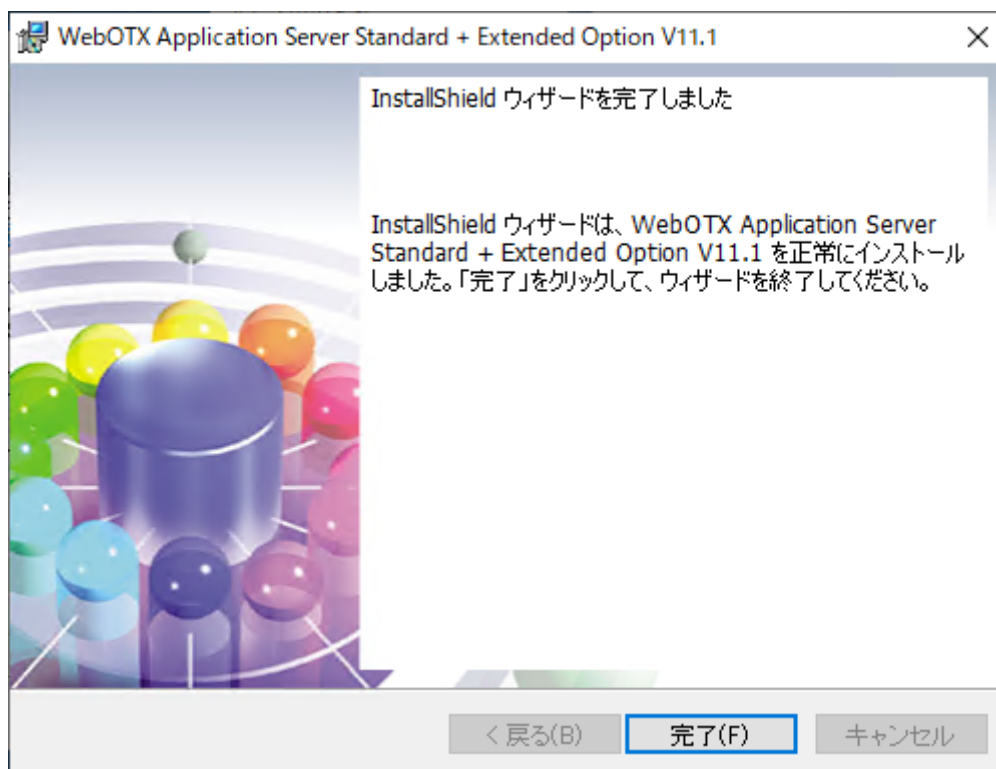 WebOTX Application Server Standard + Extended Option V11.1
InstallShield ウィザードを完了しました
InstallShield ウィザードは、WebOTX Application Server
Standard + Extended Option V11.1 を正常にインストール
しました。「完了」をクリックして、ウィザードを終了してください。
< 戻る(B)
完了(F)
キャンセル